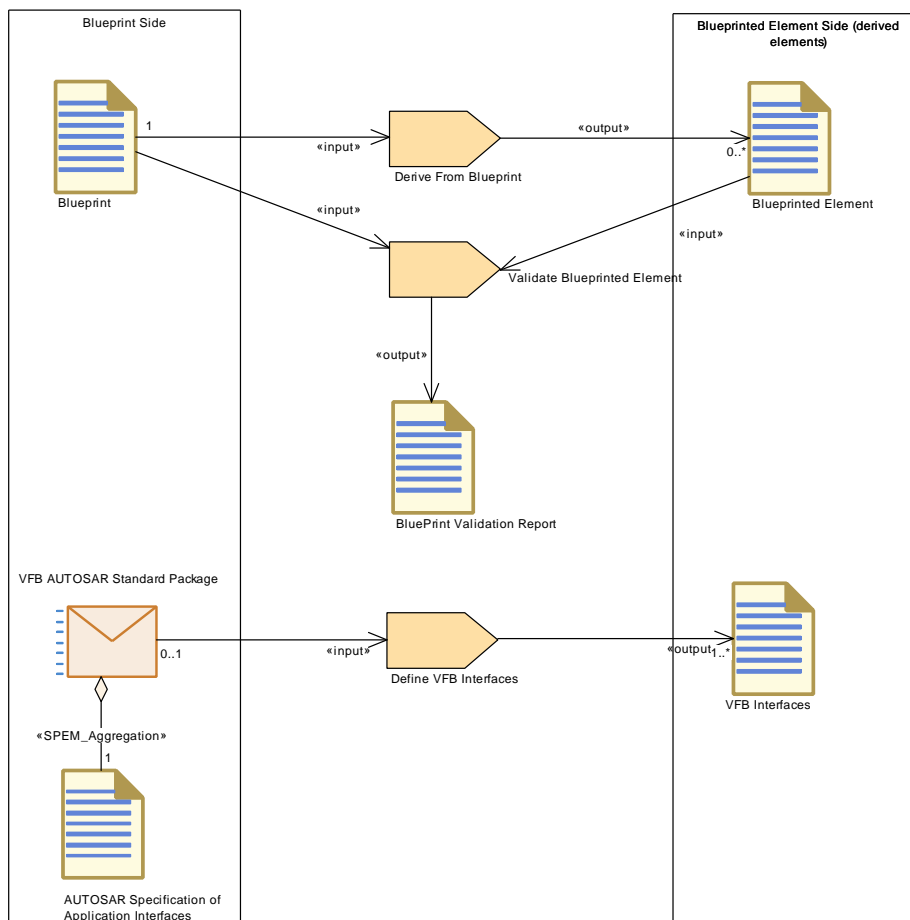 Blueprint Side
Blueprinted Element Side (derived
elements)
1
«input»
«output»
0..*
Derive From Blueprint
Blueprint
Blueprinted Element
«input»
«input»
Validate Blueprinted Element
«output»
BluePrint Validation Report
VFB AUTOSAR Standard Package
0..1
«input»
«output
1..*
Define VFB Interfaces
VFB Interfaces
«SPEM_Aggregation»
1
AUTOSAR Specification of
Application Interfaces